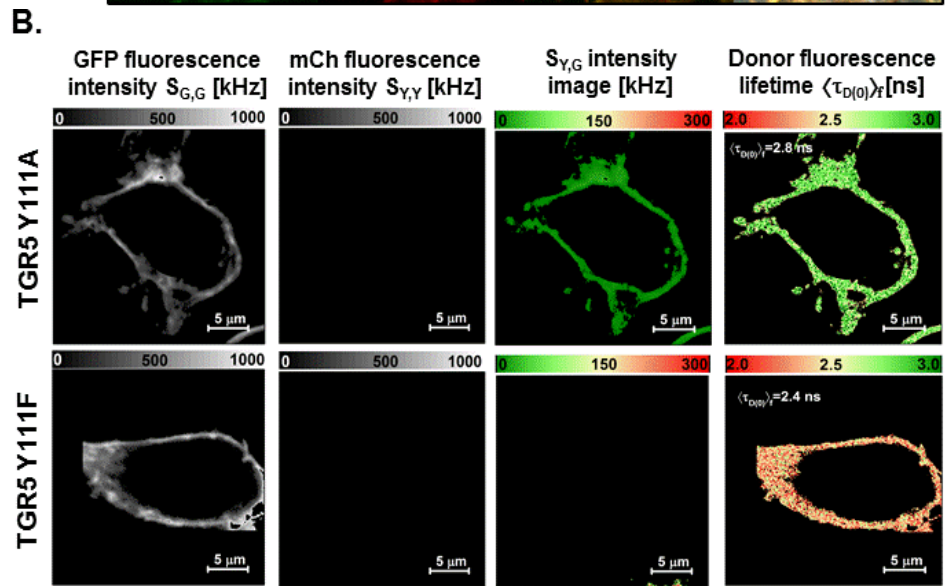 B.
GFP fluorescence intensity S_G,G [kHz]
mCh fluorescence intensity S_Y,Y [kHz]
S_Y,G intensity image [kHz]
Donor fluorescence lifetime ⟨τ_D(0)⟩_f [ns]
0 500 1000
0 500 1000
0 150 300
2.0 2.5 3.0
TGR5 Y111A
⟨τ_D(0)⟩_f=2.8 ns
5 μm
5 μm
5 μm
5 μm
0 500 1000
0 500 1000
0 150 300
2.0 2.5 3.0
TGR5 Y111F
⟨τ_D(0)⟩_f=2.4 ns
5 μm
5 μm
5 μm
5 μm